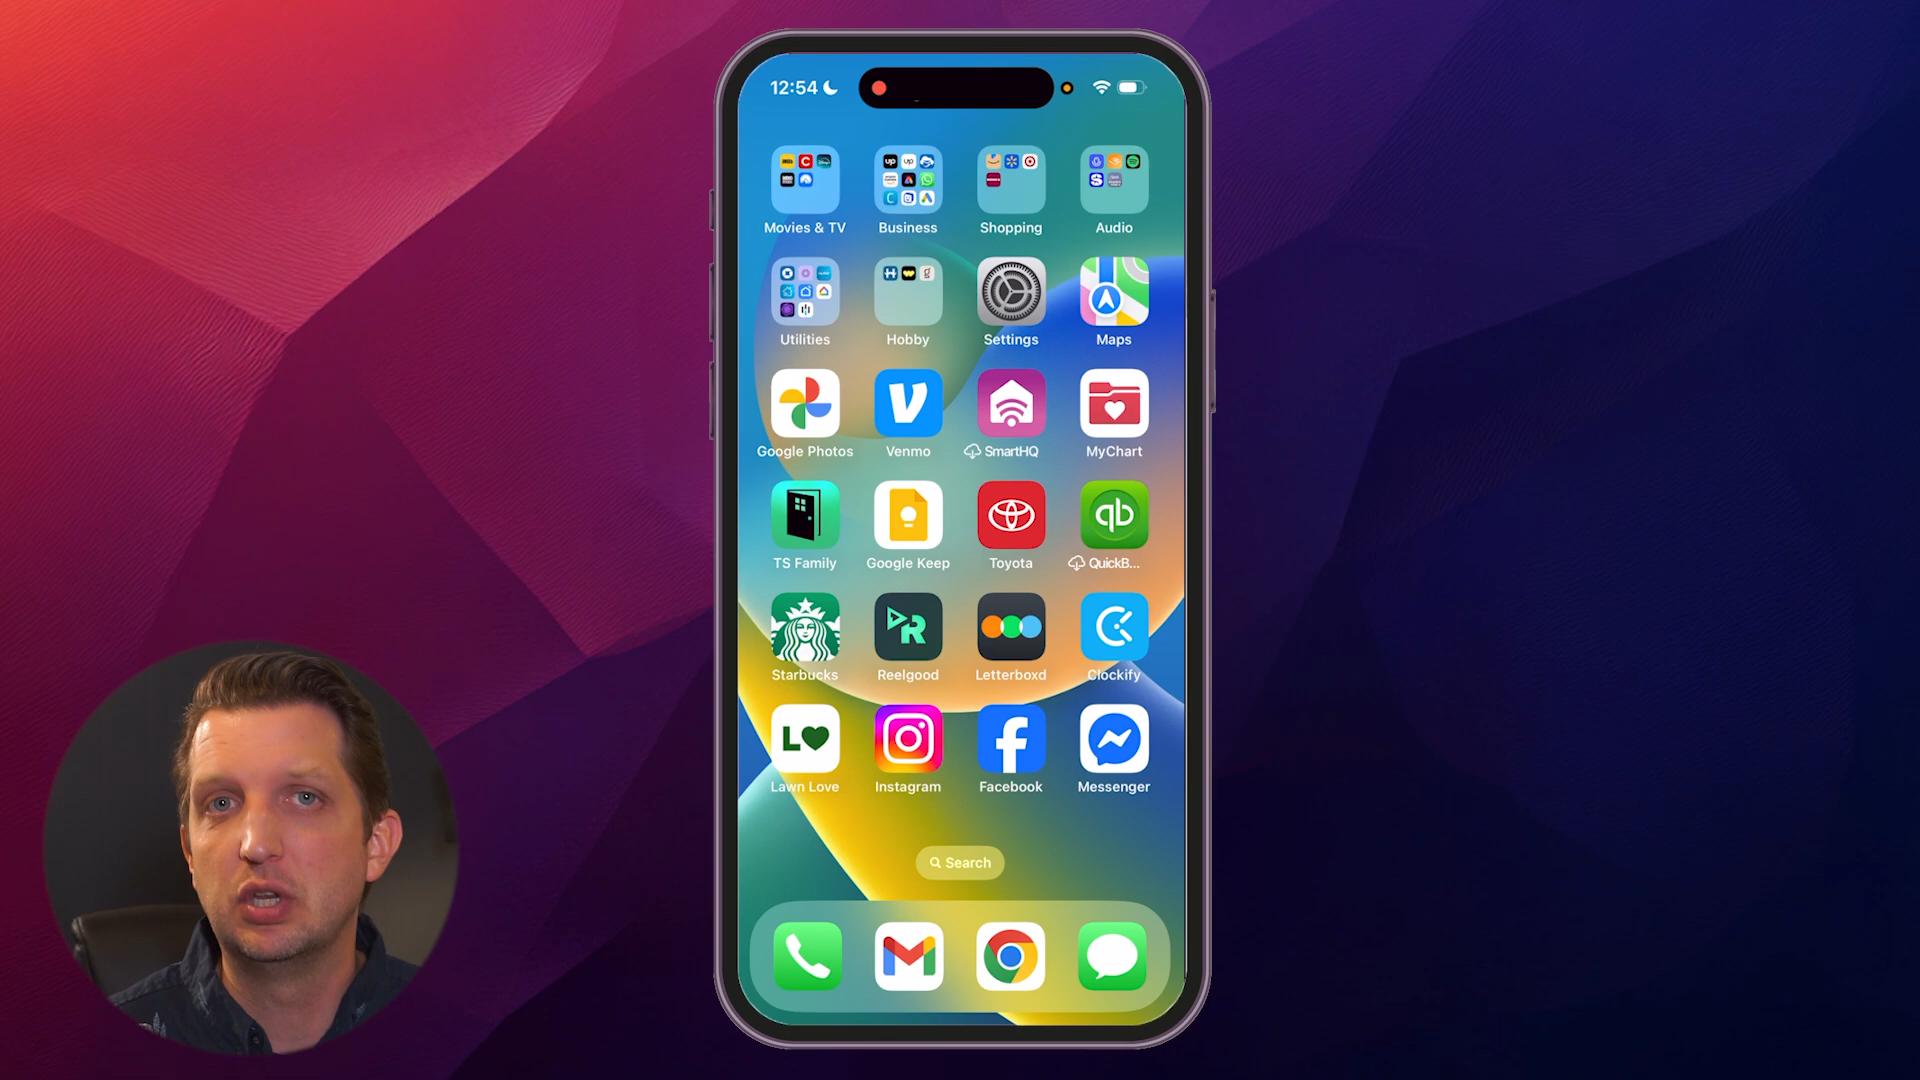 12:54
Movies & TV Business Shopping Audio
Utilities Hobby Settings Maps
Google Photos Venmo SmartHQ MyChart
TS Family Google Keep Toyota QuickB...
Starbucks Reelgood Letterboxd Clockify
L
Lawn Love Instagram Facebook Messenger
Search